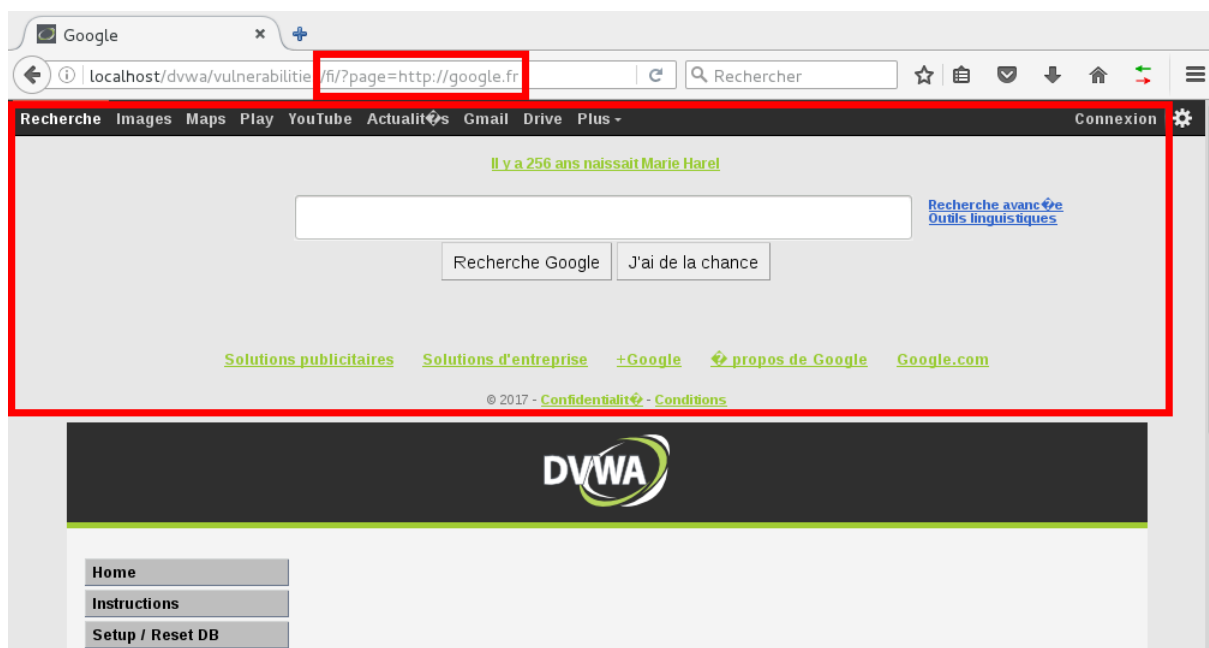 Google
localhost/dvwa/vulnerabilitie /fi/?page=http://google.fr
Rechercher
Recherche Images Maps Play YouTube Actualit�s Gmail Drive Plus
Connexion
Il y a 256 ans naissait Marie Harel
Recherche avanc�e
Outils linguistiques
Recherche Google
J'ai de la chance
Solutions publicitaires Solutions d'entreprise +Google � propos de Google Google.com
© 2017 - Confidentialit� - Conditions
DVWA
Home
Instructions
Setup / Reset DB